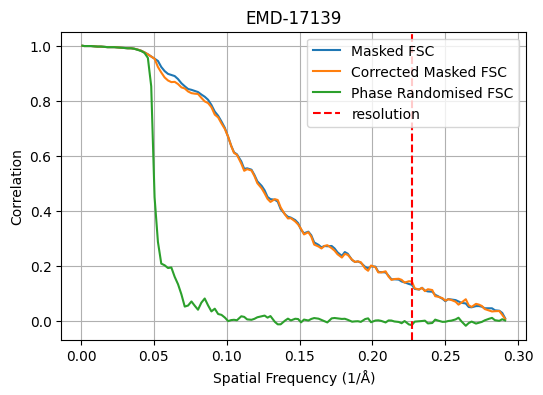 EMD-17139
Masked FSC
Corrected Masked FSC
Phase Randomised FSC
resolution
1.0
0.8
0.6
0.4
0.2
0.0
Correlation
0.00 0.05 0.10 0.15 0.20 0.25 0.30
Spatial Frequency (1/Å)